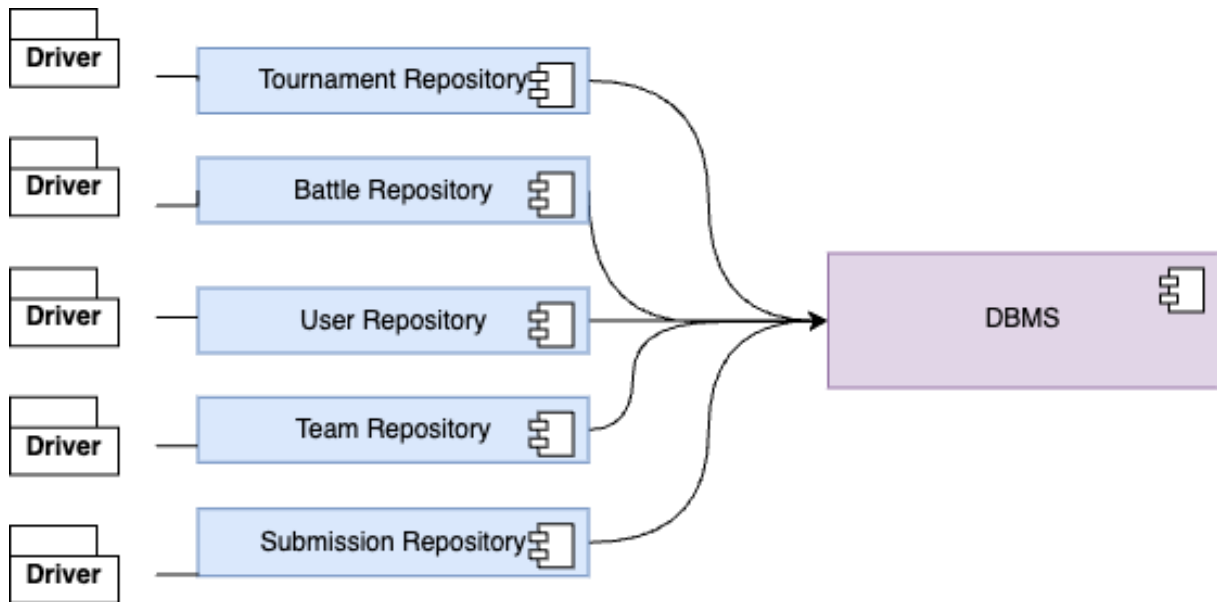 Driver
Tournament Repository
Driver
Battle Repository
Driver
User Repository
DBMS
Driver
Team Repository
Driver
Submission Repository